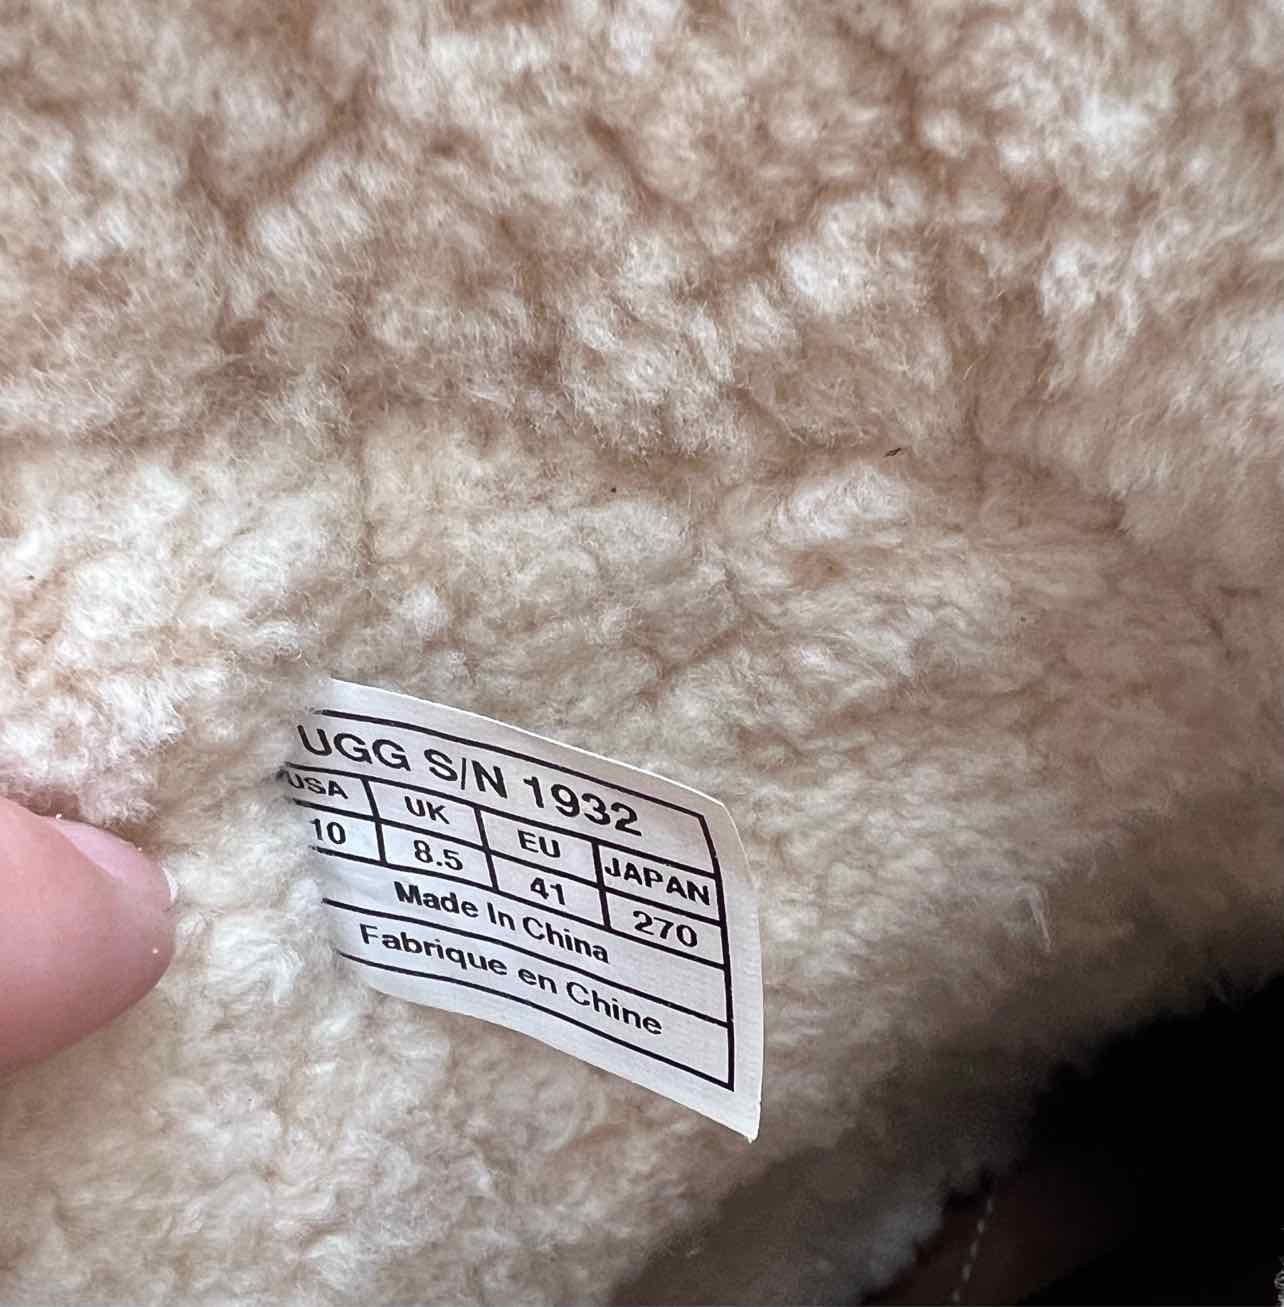 UGG S/N 1932
USA UK EU JAPAN
10 8.5 41 270
Made In China
Fabrique en Chine